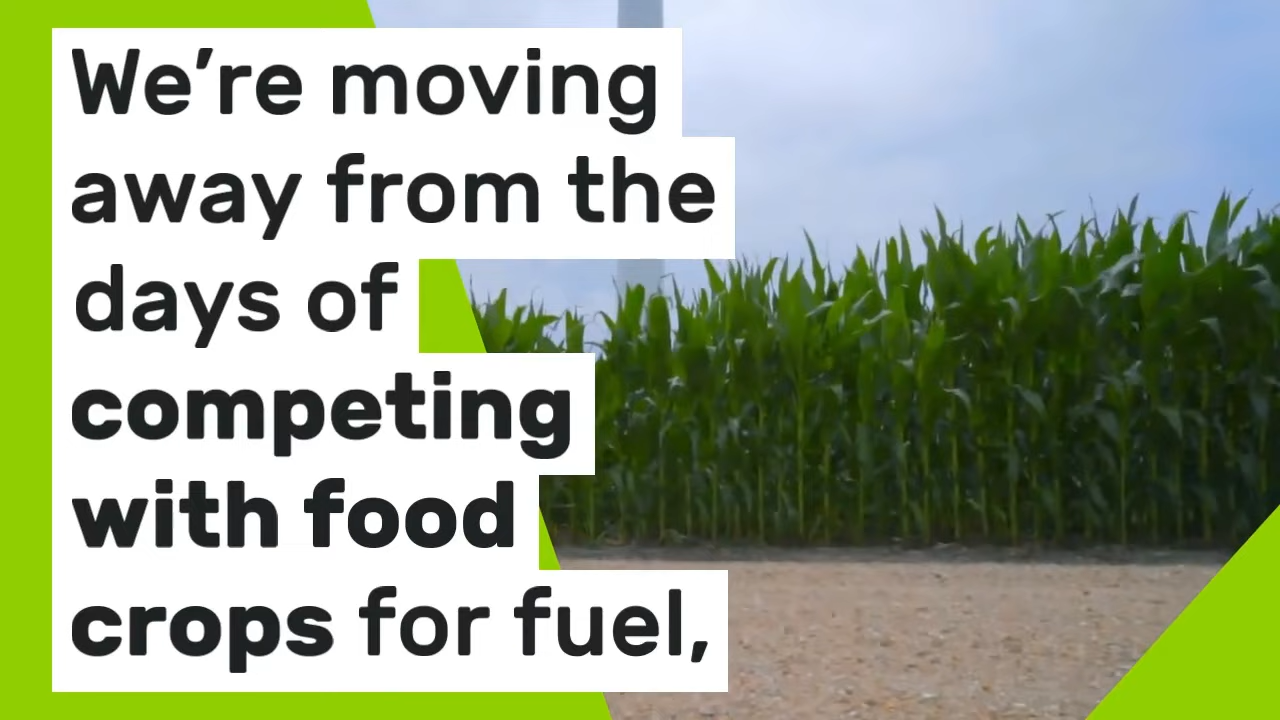 We’re moving
away from the
days of
competing
with food
crops for fuel,